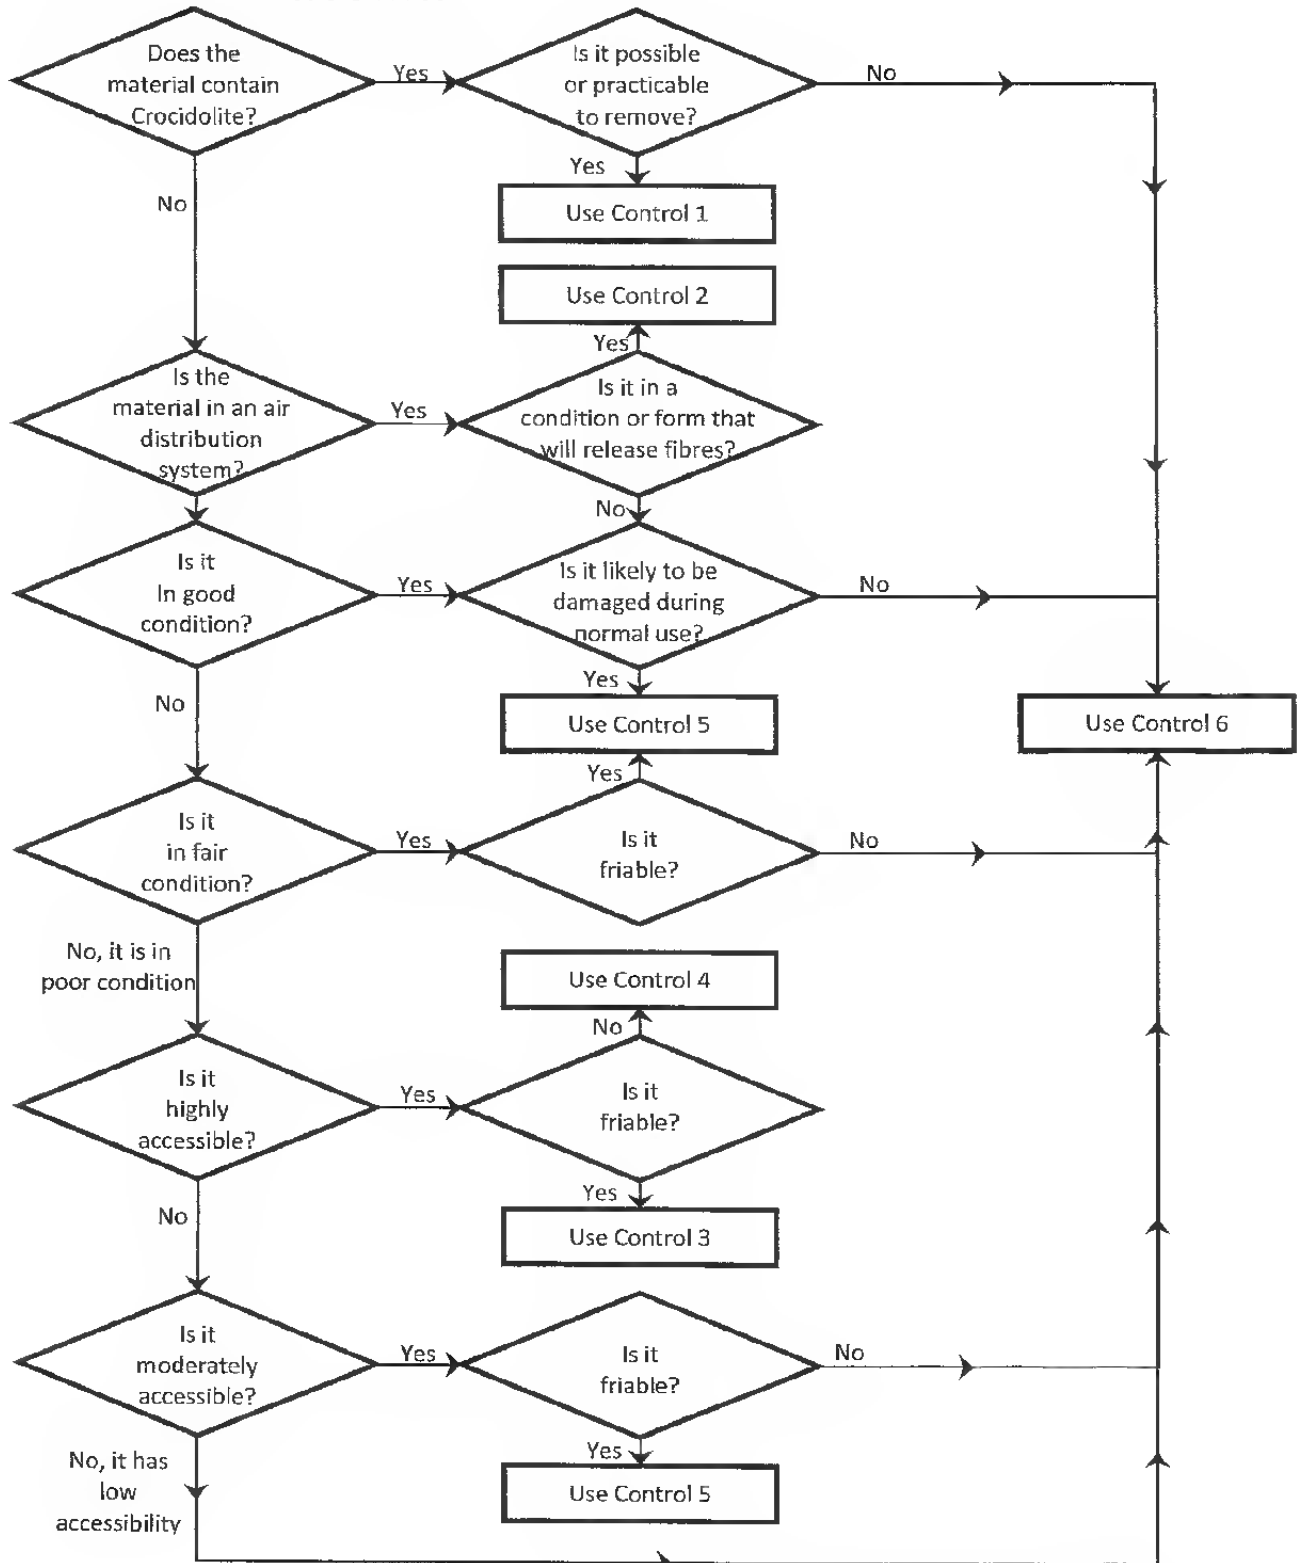 Does the
material contain
Crocidolite?
Yes
Is it possible
or practicable
to remove?
No
Yes
Use Control 1
No
Use Control 2
Yes
Is the
material in an air
distribution
system?
Yes
Is it in a
condition or form that
will release fibres?
No
Is it
In good
condition?
Yes
Is it likely to be
damaged during
normal use?
No
Yes
No
Use Control 5
Use Control 6
Yes
Is it
in fair
condition?
Yes
Is it
friable?
No
No, it is in
poor condition
Use Control 4
No
Is it
highly
accessible?
Yes
Is it
friable?
Yes
No
Use Control 3
Is it
moderately
accessible?
Yes
Is it
friable?
No
Yes
No, it has
low
accessibility
Use Control 5